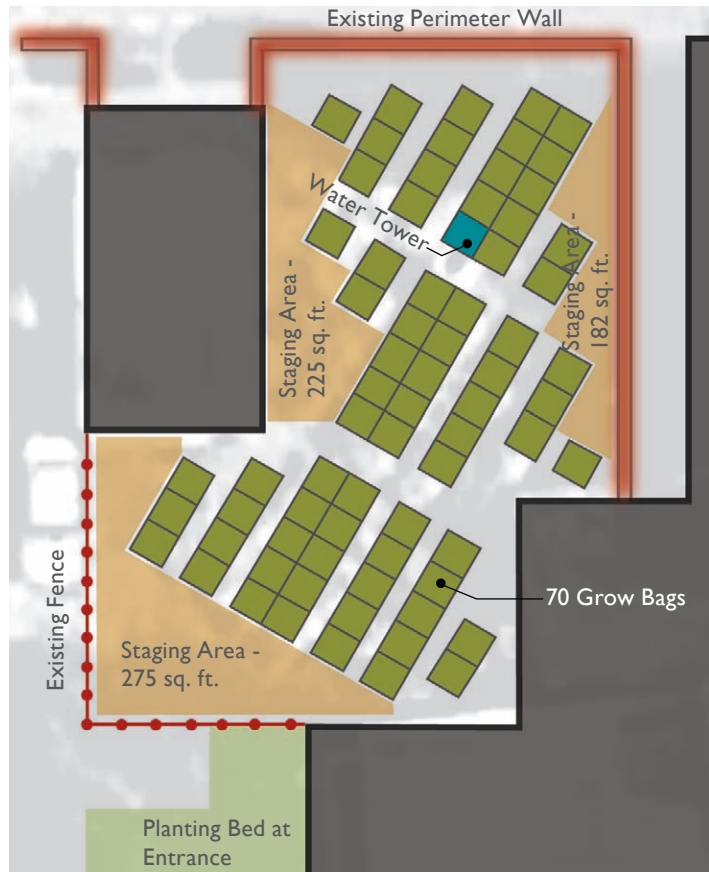 Existing Perimeter Wall
Water Tower
Staging Area -
225 sq. ft.
Staging Area -
182 sq. ft.
Existing Fence
70 Grow Bags
Staging Area -
275 sq. ft.
Planting Bed at
Entrance